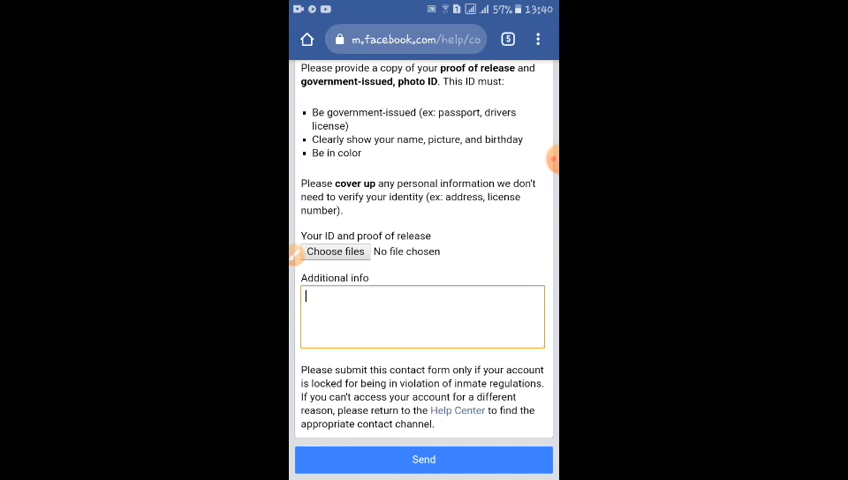 57% 13:40
m.facebook.com/help/co
5
Please provide a copy of your proof of release and
government-issued, photo ID. This ID must:
Be government-issued (ex: passport, drivers
license)
Clearly show your name, picture, and birthday
Be in color
Please cover up any personal information we don't
need to verify your identity (ex: address, license
number).
Your ID and proof of release
Choose files No file chosen
Additional info
Please submit this contact form only if your account
is locked for being in violation of inmate regulations.
If you can't access your account for a different
reason, please return to the Help Center to find the
appropriate contact channel.
Send